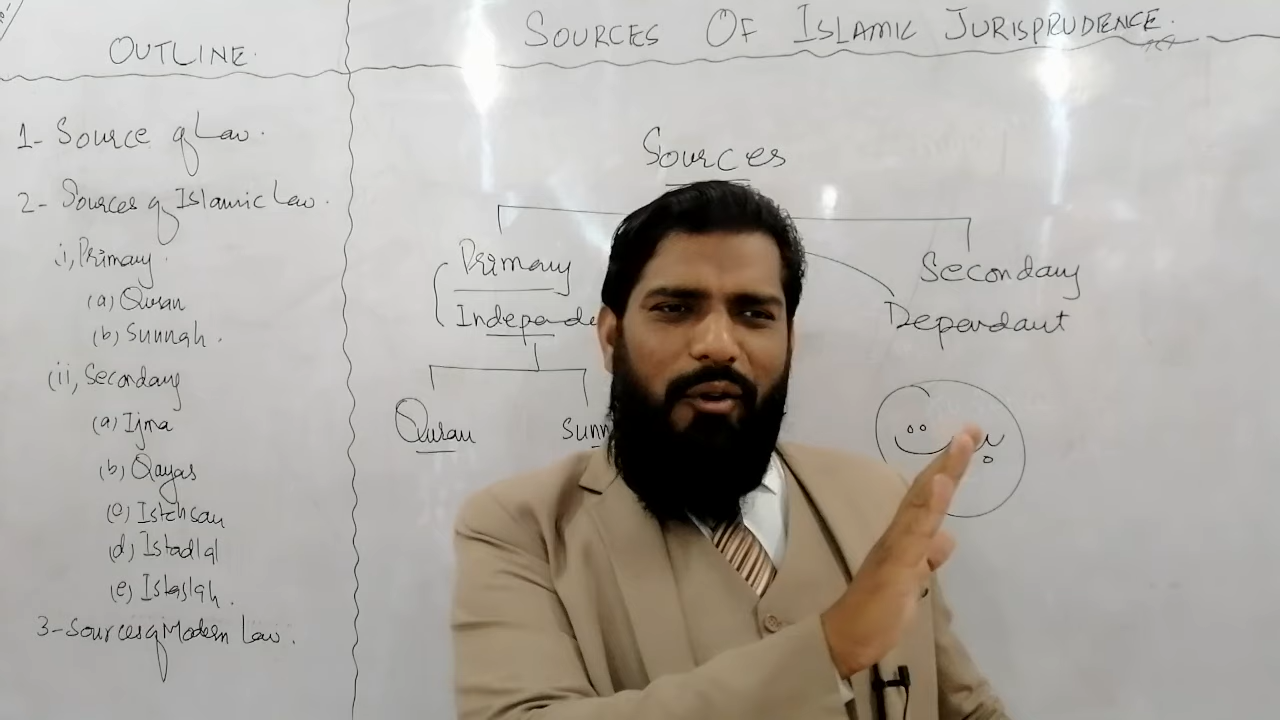 OUTLINE.
1- Source of Law.
2- Sources of Islamic Law.
i, Primary.
(a) Quran
(b) Sunnah.
(ii, Secondary
(a) Ijma
(b) Qayas
(c) Istehsan
(d) Istadlal
(e) Istaslah.
3- Sources of Modern Law.
SOURCES OF ISLAMIC JURISPRUDENCE.
Sources
Primary
Independe
Secondary
Dependant
Quran
Sunn